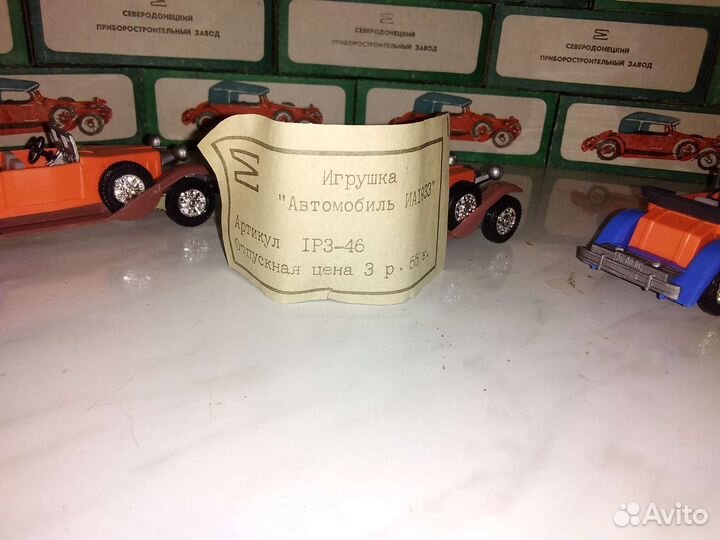 СЕВЕРОДОНЕЦКИЙ
ПРИБОРОСТРОИТЕЛЬНЫЙ ЗАВОД
СЕВЕРОДОНЕЦКИЙ
ПРИБОРОСТРОИТЕЛЬНЫЙ ЗАВОД
СЕВЕРОДОНЕЦКИЙ
ПРИБОРОСТРОИТЕЛЬНЫЙ ЗАВОД
Игрушка
"Автомобиль ИА1933"
Артикул IР3-46
Отпускная цена 3 р. 55 к.
Avito